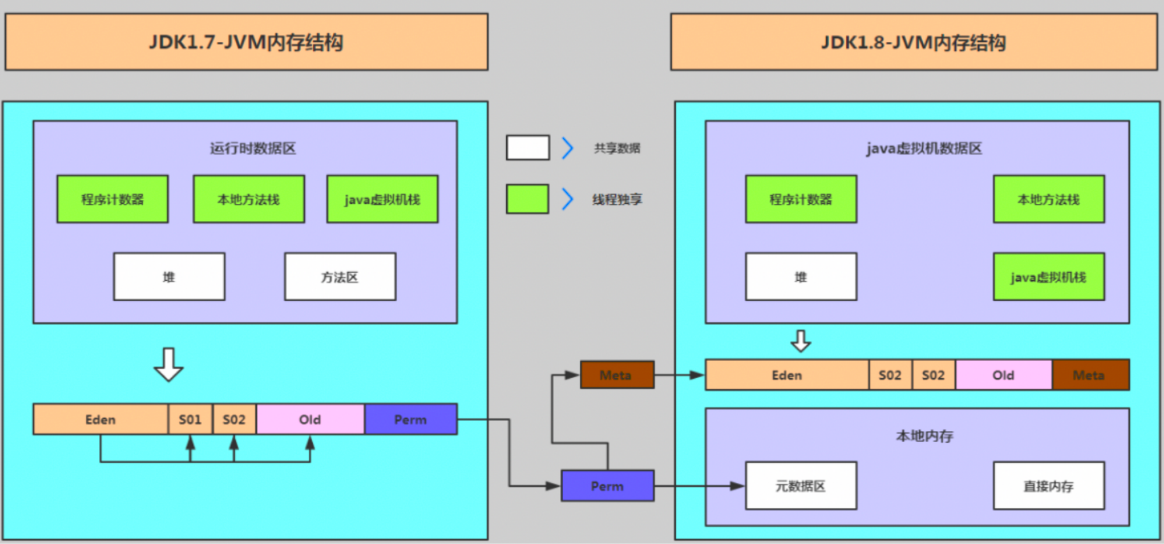 JDK1.7-JVM内存结构
JDK1.8-JVM内存结构
运行时数据区
程序计数器
本地方法栈
java虚拟机栈
堆
方法区
Eden
S01
S02
Old
Perm
共享数据
线程独享
Meta
Perm
java虚拟机数据区
程序计数器
本地方法栈
堆
java虚拟机栈
Eden
S02
S02
Old
Meta
本地内存
元数据区
直接内存